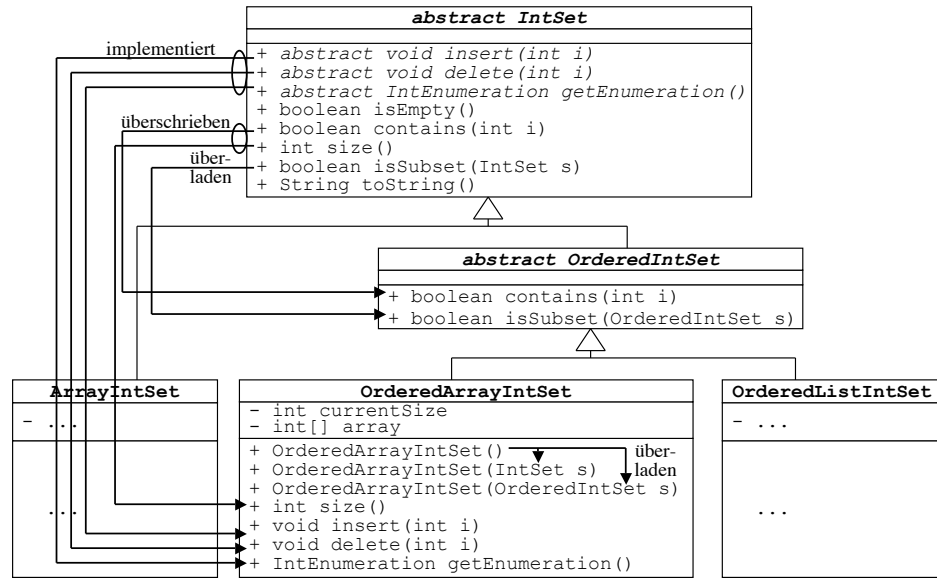 abstract IntSet
implementiert
+ abstract void insert(int i)
+ abstract void delete(int i)
+ abstract IntEnumeration getEnumeration()
+ boolean isEmpty()
überschrieben
+ boolean contains(int i)
+ int size()
über-
laden
+ boolean isSubset(IntSet s)
+ String toString()
abstract OrderedIntSet
+ boolean contains(int i)
+ boolean isSubset(OrderedIntSet s)
ArrayIntSet
- ...
...
OrderedArrayIntSet
- int currentSize
- int[] array
+ OrderedArrayIntSet()
+ OrderedArrayIntSet(IntSet s)
+ OrderedArrayIntSet(OrderedIntSet s)
über-
laden
+ int size()
+ void insert(int i)
+ void delete(int i)
+ IntEnumeration getEnumeration()
OrderedListIntSet
- ...
...